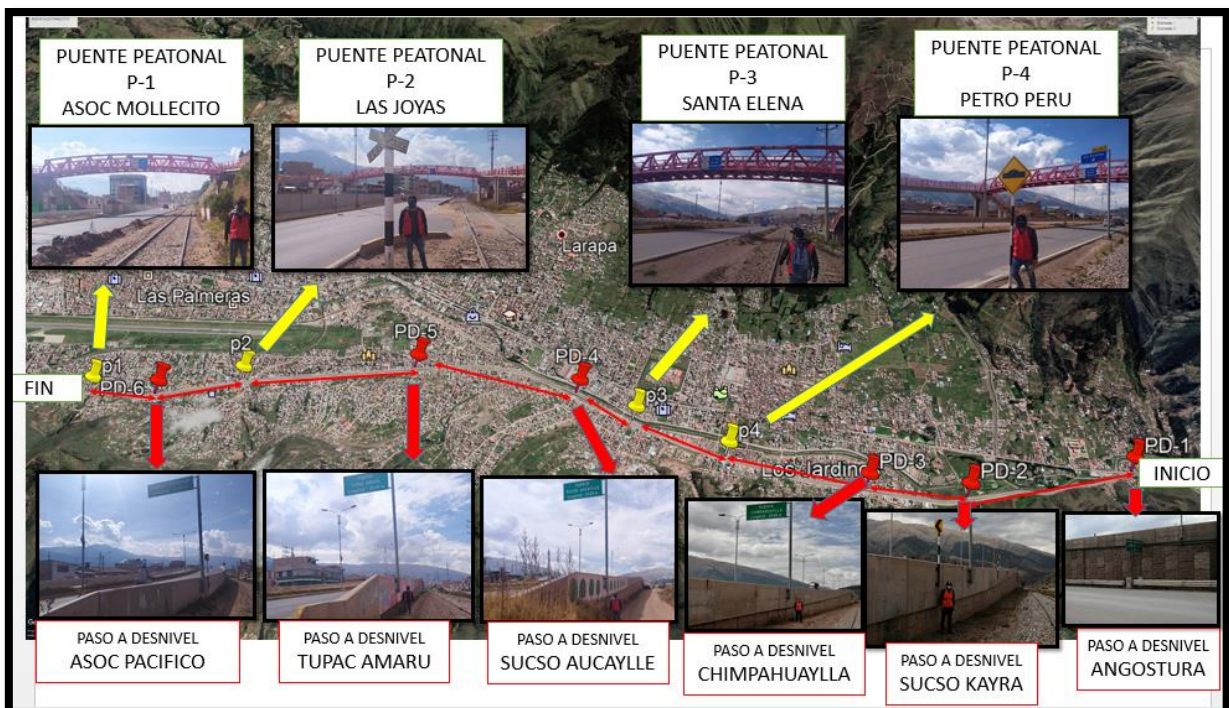 PUENTE PEATONAL
P-1
ASOC MOLLECITO
PUENTE PEATONAL
P-2
LAS JOYAS
PUENTE PEATONAL
P-3
SANTA ELENA
PUENTE PEATONAL
P-4
PETRO PERU
Larapa
Las Palmeras
p1
PD-6
p2
PD-5
PD-4
p3
p4
Los Jardine
PD-3
PD-2
PD-1
FIN
INICIO
PASO A DESNIVEL
ASOC PACIFICO
PASO A DESNIVEL
TUPAC AMARU
PASO A DESNIVEL
SUCSO AUCAYLLE
PASO A DESNIVEL
CHIMPAHUAYLLA
PASO A DESNIVEL
SUCSO KAYRA
PASO A DESNIVEL
ANGOSTURA